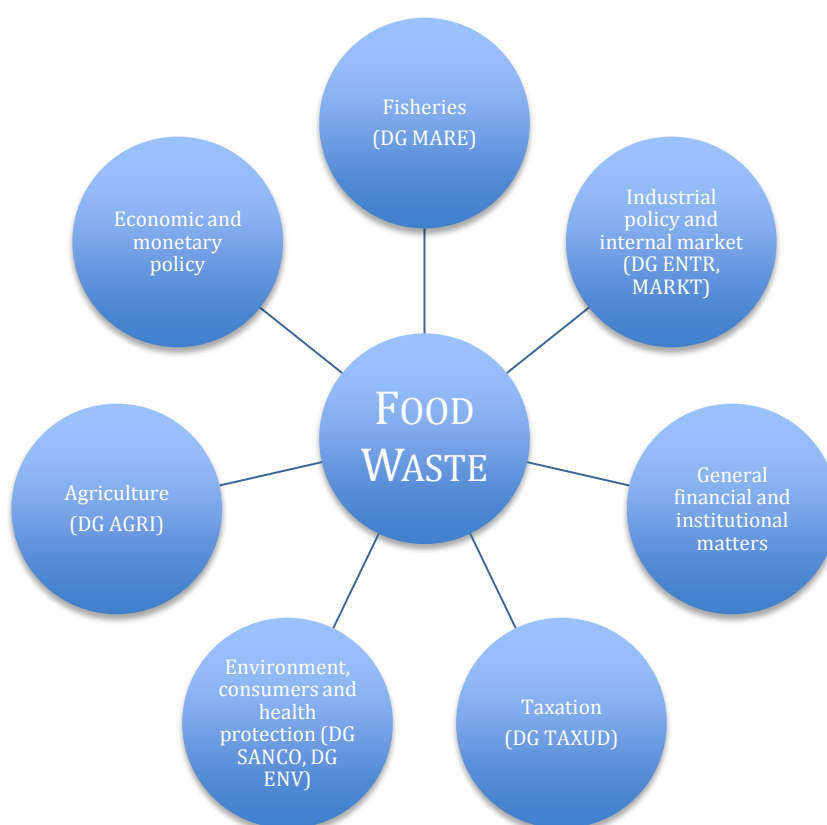 Fisheries
(DG MARE)
Industrial
policy and
internal market
(DG ENTR,
MARKT)
Economic and
monetary
policy
FOOD
WASTE
General
financial and
institutional
matters
Agriculture
(DG AGRI)
Environment,
consumers and
health
protection (DG
SANCO, DG
ENV)
Taxation
(DG TAXUD)